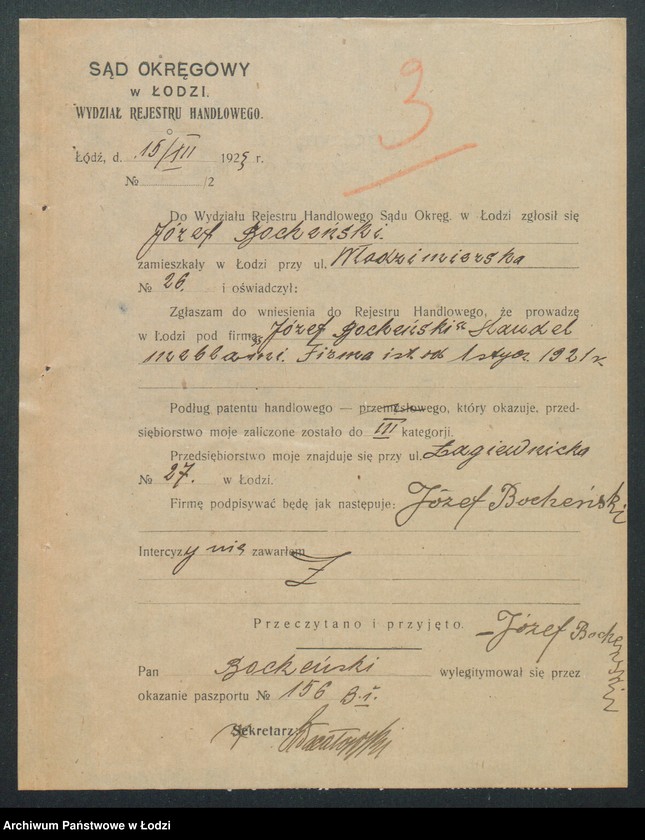 SĄD OKRĘGOWY
w ŁODZI.
WYDZIAŁ REJESTRU HANDLOWEGO.
3
Łódź, d. 15/III 1925 r.
№ /2
Do Wydziału Rejestru Handlowego Sądu Okręg. w Łodzi zgłosił się
Józef Bocheński.
zamieszkały w Łodzi przy ul. Włodzimierska
№ 26. i oświadczył:
Zgłaszam do wniesienia do Rejestru Handlowego, że prowadzę
w Łodzi pod firmą „Józef Bocheński" Handel
meblami. Firma ist. od 1 stycz. 1921 r.
Podług patentu handlowego — przemysłowego, który okazuje, przed-
siębiorstwo moje zaliczone zostało do III kategorji.
Przedsiębiorstwo moje znajduje się przy ul. Łagiewnicka
№ 27. w Łodzi.
Firmę podpisywać będę jak następuje: Józef Bocheński
Intercyzy nie zawarłem
Przeczytano i przyjęto. — Józef Bocheński
Pan Bocheński wylegitymował się przez
okazanie paszportu № 156
Sekretarz:
Archiwum Państwowe w Łodzi